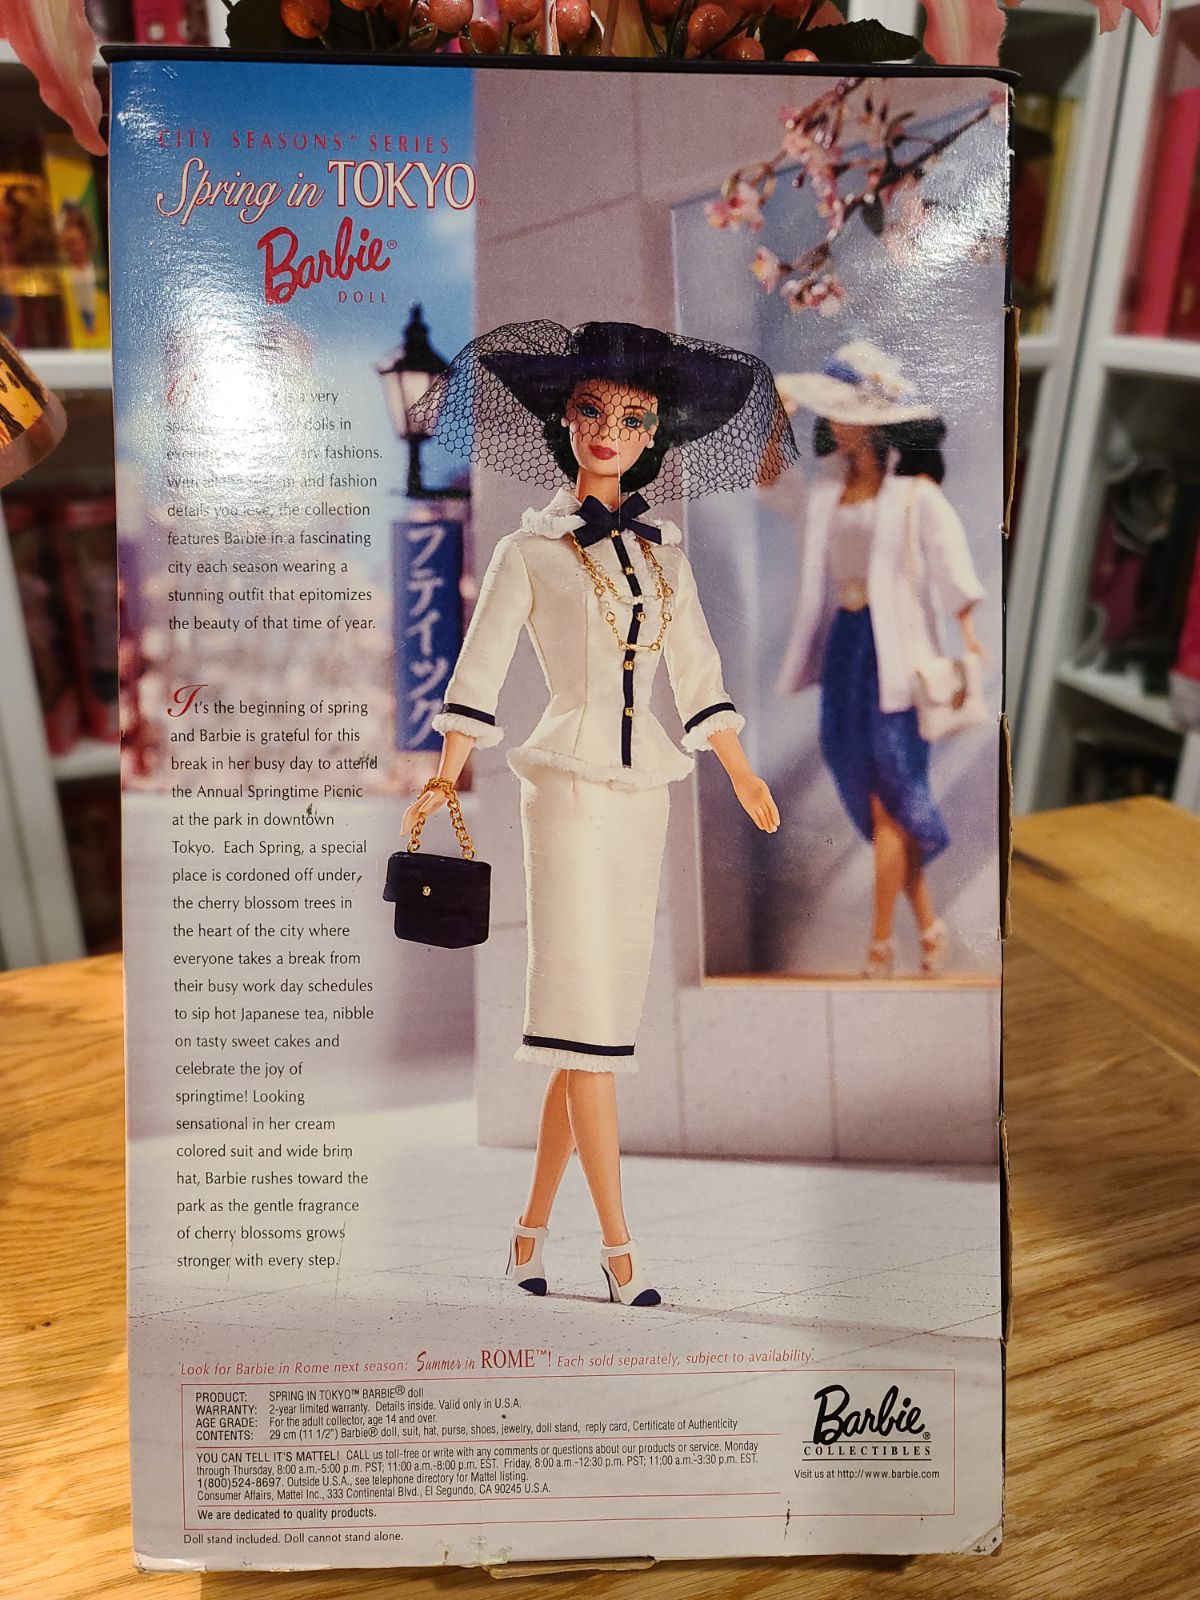 CITY SEASONS™ SERIES
Spring in TOKYO™
Barbie®
DOLL
is a very
dolls in
fashions.
With all the and fashion
details you love, the collection
features Barbie in a fascinating
city each season wearing a
stunning outfit that epitomizes
the beauty of that time of year.
It's the beginning of spring
and Barbie is grateful for this
break in her busy day to attend
the Annual Springtime Picnic
at the park in downtown
Tokyo. Each Spring, a special
place is cordoned off under
the cherry blossom trees in
the heart of the city where
everyone takes a break from
their busy work day schedules
to sip hot Japanese tea, nibble
on tasty sweet cakes and
celebrate the joy of
springtime! Looking
sensational in her cream
colored suit and wide brim
hat, Barbie rushes toward the
park as the gentle fragrance
of cherry blossoms grows
stronger with every step.
ブティック
Look for Barbie in Rome next season: Summer in ROME™! Each sold separately, subject to availability.
PRODUCT: SPRING IN TOKYO™ BARBIE® doll
WARRANTY: 2-year limited warranty. Details inside. Valid only in U.S.A.
AGE GRADE: For the adult collector, age 14 and over.
CONTENTS: 29 cm (11 1/2") Barbie® doll, suit, hat, purse, shoes, jewelry, doll stand, reply card, Certificate of Authenticity
YOU CAN TELL IT'S MATTEL! CALL us toll-free or write with any comments or questions about our products or service. Monday
through Thursday, 8:00 a.m.-5:00 p.m. PST; 11:00 a.m.-8:00 p.m. EST. Friday, 8:00 a.m.-12:30 p.m. PST; 11:00 a.m.-3:30 p.m. EST.
1(800)524-8697. Outside U.S.A., see telephone directory for Mattel listing.
Consumer Affairs, Mattel Inc., 333 Continental Blvd., El Segundo, CA 90245 U.S.A.
We are dedicated to quality products.
Barbie®
COLLECTIBLES
Visit us at http://www.barbie.com
Doll stand included. Doll cannot stand alone.